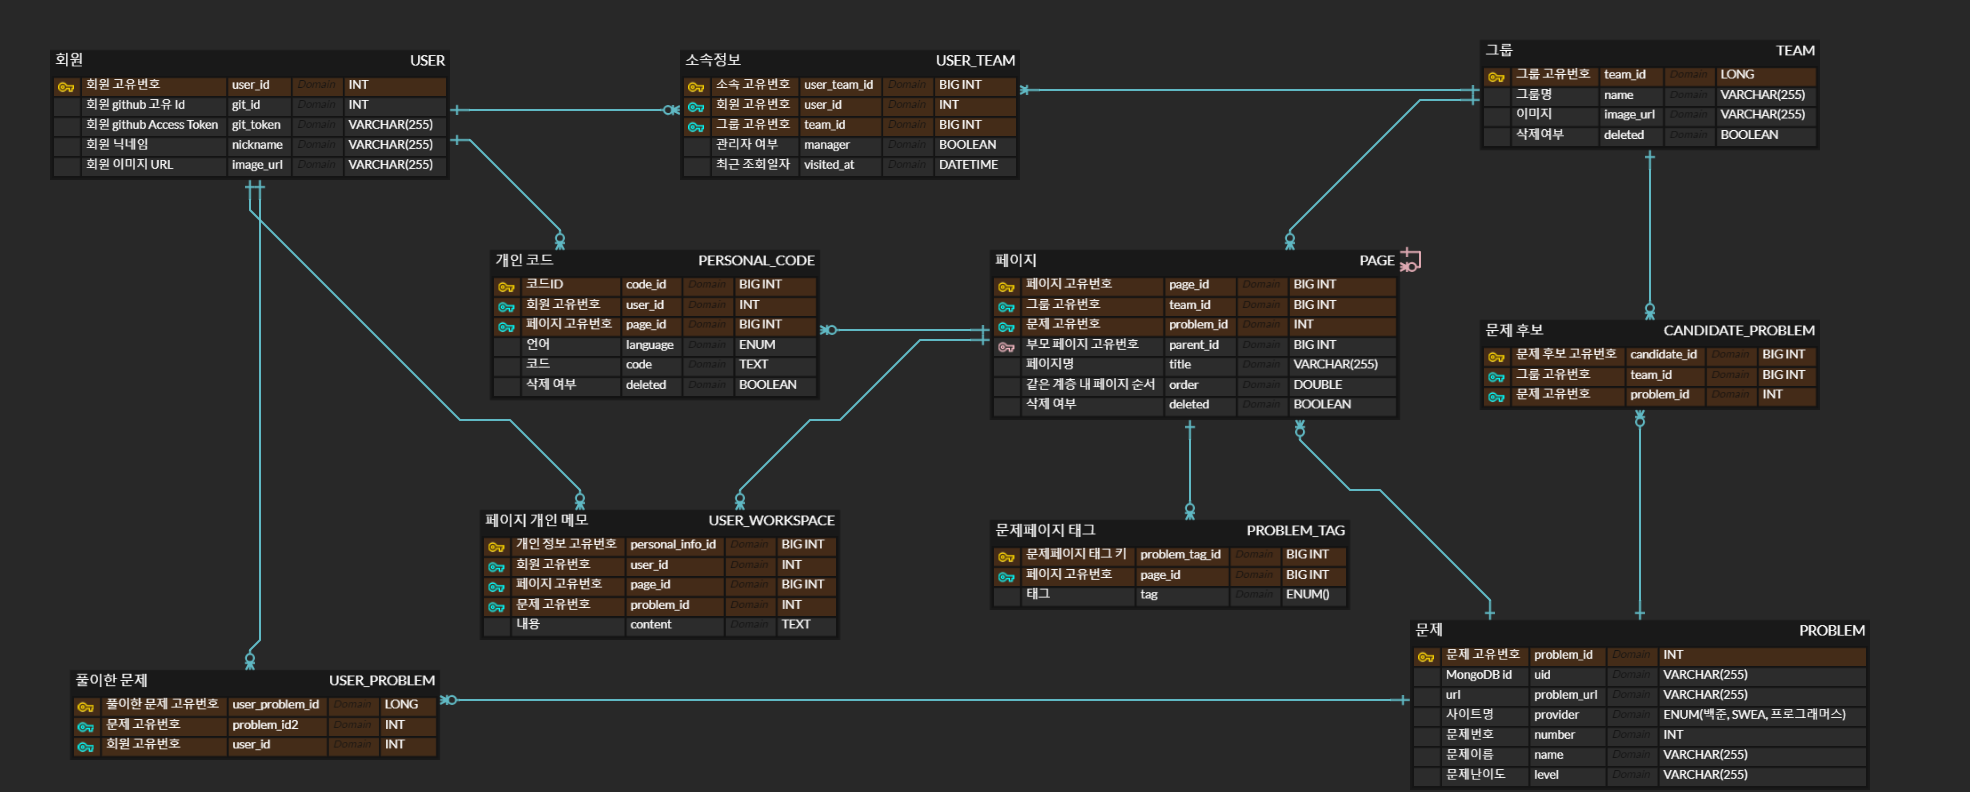 회원 USER
회원 고유번호 user_id Domain INT
회원 github 고유 Id git_id Domain INT
회원 github Access Token git_token Domain VARCHAR(255)
회원 닉네임 nickname Domain VARCHAR(255)
회원 이미지 URL image_url Domain VARCHAR(255)
소속정보 USER_TEAM
소속 고유번호 user_team_id Domain BIG INT
회원 고유번호 user_id Domain INT
그룹 고유번호 team_id Domain BIG INT
관리자 여부 manager Domain BOOLEAN
최근 조회일자 visited_at Domain DATETIME
그룹 TEAM
그룹 고유번호 team_id Domain LONG
그룹명 name Domain VARCHAR(255)
이미지 image_url Domain VARCHAR(255)
삭제여부 deleted Domain BOOLEAN
개인 코드 PERSONAL_CODE
코드ID code_id Domain BIG INT
회원 고유번호 user_id Domain INT
페이지 고유번호 page_id Domain BIG INT
언어 language Domain ENUM
코드 code Domain TEXT
삭제 여부 deleted Domain BOOLEAN
페이지 PAGE
페이지 고유번호 page_id Domain BIG INT
그룹 고유번호 team_id Domain BIG INT
문제 고유번호 problem_id Domain INT
부모 페이지 고유번호 parent_id Domain BIG INT
페이지명 title Domain VARCHAR(255)
같은 계층 내 페이지 순서 order Domain DOUBLE
삭제 여부 deleted Domain BOOLEAN
문제 후보 CANDIDATE_PROBLEM
문제 후보 고유번호 candidate_id Domain BIG INT
그룹 고유번호 team_id Domain BIG INT
문제 고유번호 problem_id Domain INT
페이지 개인 메모 USER_WORKSPACE
개인 정보 고유번호 personal_info_id Domain BIG INT
회원 고유번호 user_id Domain INT
페이지 고유번호 page_id Domain BIG INT
문제 고유번호 problem_id Domain INT
내용 content Domain TEXT
문제페이지 태그 PROBLEM_TAG
문제페이지 태그 키 problem_tag_id Domain BIG INT
페이지 고유번호 page_id Domain BIG INT
태그 tag Domain ENUM()
풀이한 문제 USER_PROBLEM
풀이한 문제 고유번호 user_problem_id Domain LONG
문제 고유번호 problem_id2 Domain INT
회원 고유번호 user_id Domain INT
문제 PROBLEM
문제 고유번호 problem_id Domain INT
MongoDB id uid Domain VARCHAR(255)
url problem_url Domain VARCHAR(255)
사이트명 provider Domain ENUM(백준, SWEA, 프로그래머스)
문제번호 number Domain INT
문제이름 name Domain VARCHAR(255)
문제난이도 level Domain VARCHAR(255)